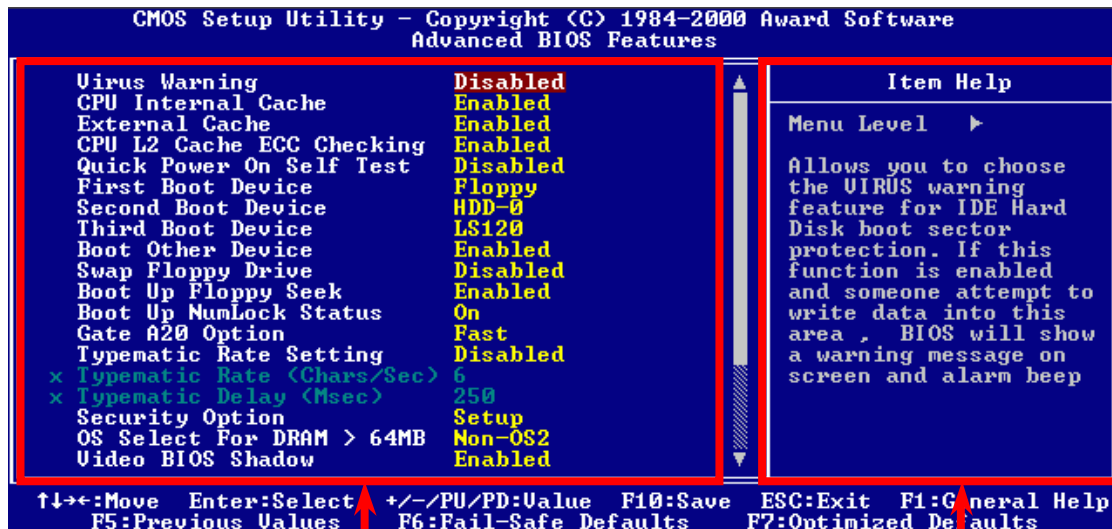 CMOS Setup Utility – Copyright (C) 1984–2000 Award Software
Advanced BIOS Features
Virus Warning Disabled
CPU Internal Cache Enabled
External Cache Enabled
CPU L2 Cache ECC Checking Enabled
Quick Power On Self Test Disabled
First Boot Device Floppy
Second Boot Device HDD-0
Third Boot Device LS120
Boot Other Device Enabled
Swap Floppy Drive Disabled
Boot Up Floppy Seek Enabled
Boot Up NumLock Status On
Gate A20 Option Fast
Typematic Rate Setting Disabled
x Typematic Rate (Chars/Sec) 6
x Typematic Delay (Msec) 250
Security Option Setup
OS Select For DRAM > 64MB Non-OS2
Video BIOS Shadow Enabled
Item Help
Menu Level ►
Allows you to choose
the VIRUS warning
feature for IDE Hard
Disk boot sector
protection. If this
function is enabled
and someone attempt to
write data into this
area , BIOS will show
a warning message on
screen and alarm beep
↑↓→←:Move Enter:Select +/-/PU/PD:Value F10:Save ESC:Exit F1:General Help
F5:Previous Values F6:Fail-Safe Defaults F7:Optimized Defaults